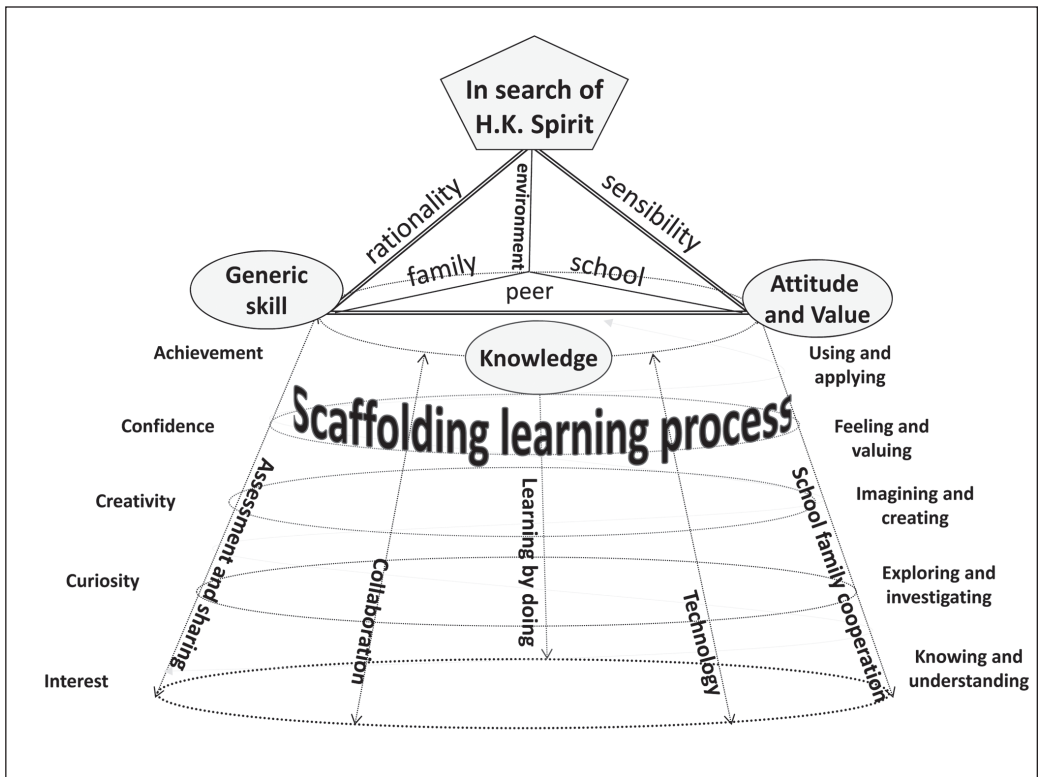 In search of
H.K. Spirit
rationality
environment
sensibility
family
school
peer
Generic
skill
Attitude
and Value
Knowledge
Achievement
Using and
applying
Scaffolding learning process
Confidence
Feeling and
valuing
Creativity
Imagining and
creating
Curiosity
Exploring and
investigating
Interest
Knowing and
understanding
Assessment and sharing
Collaboration
Learning by doing
Technology
School family cooperation